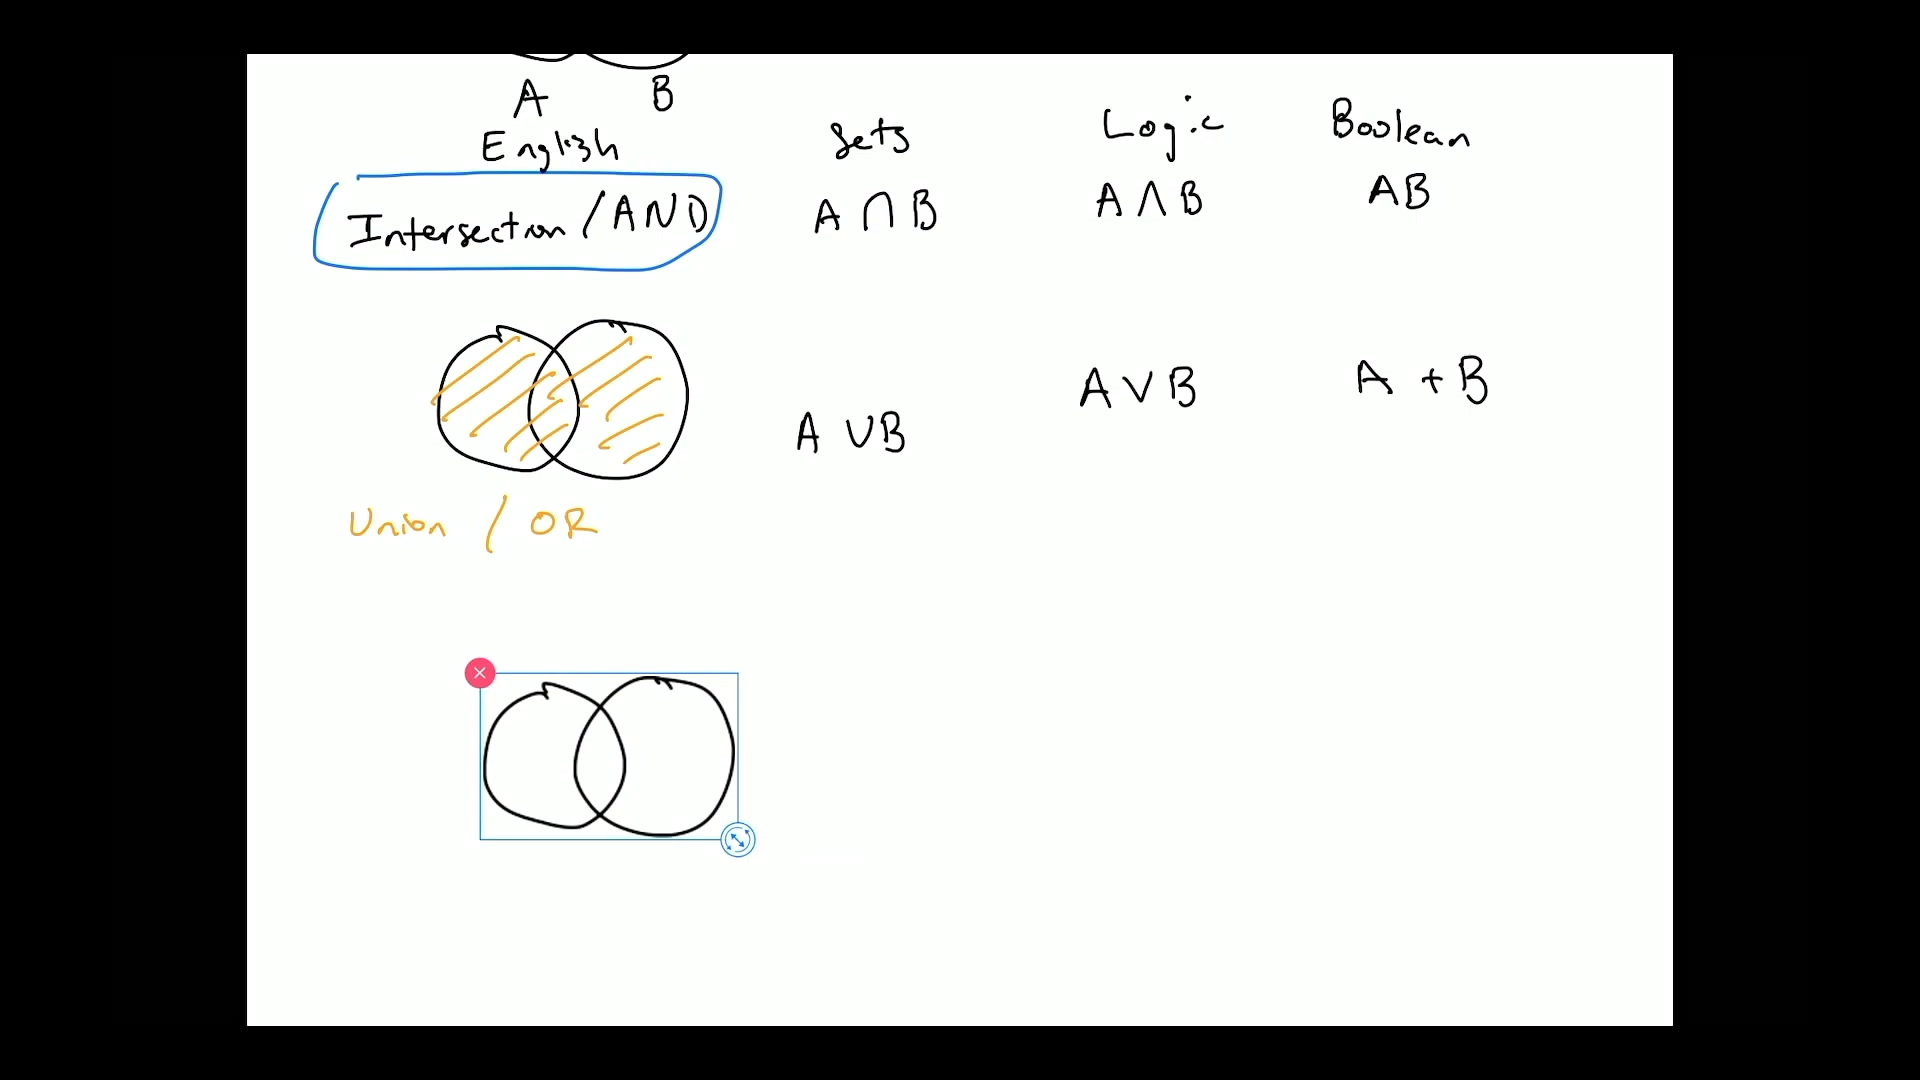 A B
English Sets Logic Boolean
Intersection / AND A ∩ B A ∧ B AB
A ∪ B A ∨ B A + B
Union / OR